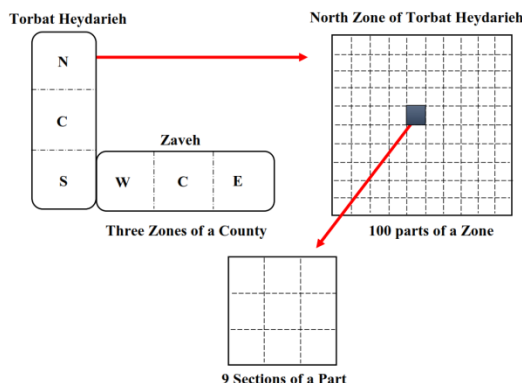 Torbat Heydarieh
North Zone of Torbat Heydarieh
N
C
S
Zaveh
W C E
Three Zones of a County
100 parts of a Zone
9 Sections of a Part